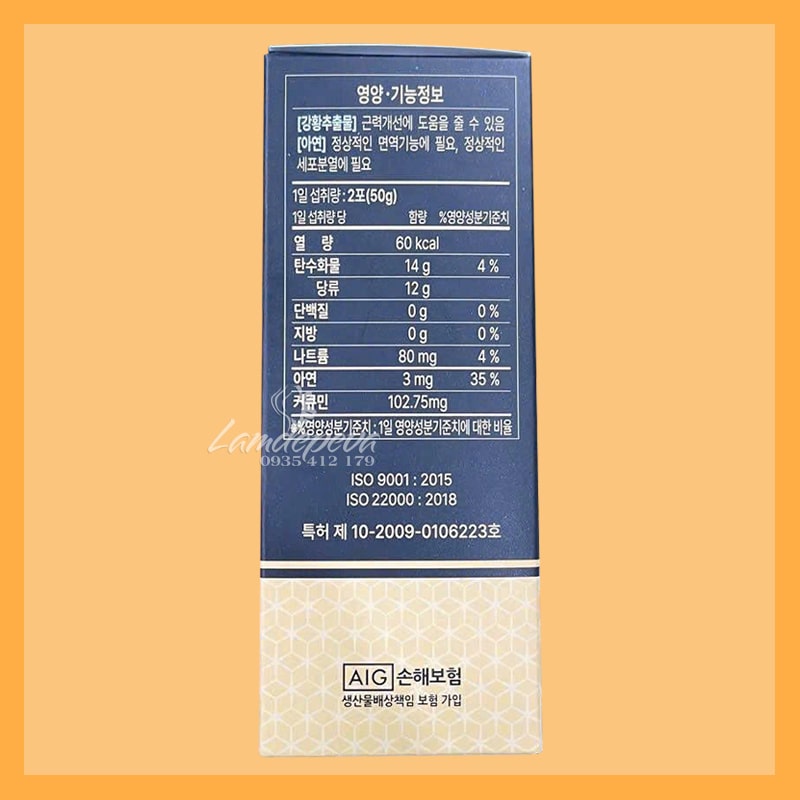 영양·기능정보
[강황추출물] 근력개선에 도움을 줄 수 있음
[아연] 정상적인 면역기능에 필요, 정상적인
세포분열에 필요
1일 섭취량 : 2포(50g)
1일 섭취량 당 함량 %영양성분기준치
열 량 60 kcal
탄수화물 14 g 4 %
당류 12 g
단백질 0 g 0 %
지방 0 g 0 %
나트륨 80 mg 4 %
아연 3 mg 35 %
커큐민 102.75mg
※%영양성분기준치 : 1일 영양성분기준치에 대한 비율
Lamdepeva
0935 412 179
ISO 9001 : 2015
ISO 22000 : 2018
특허 제 10-2009-0106223호
AIG 손해보험
생산물배상책임 보험 가입